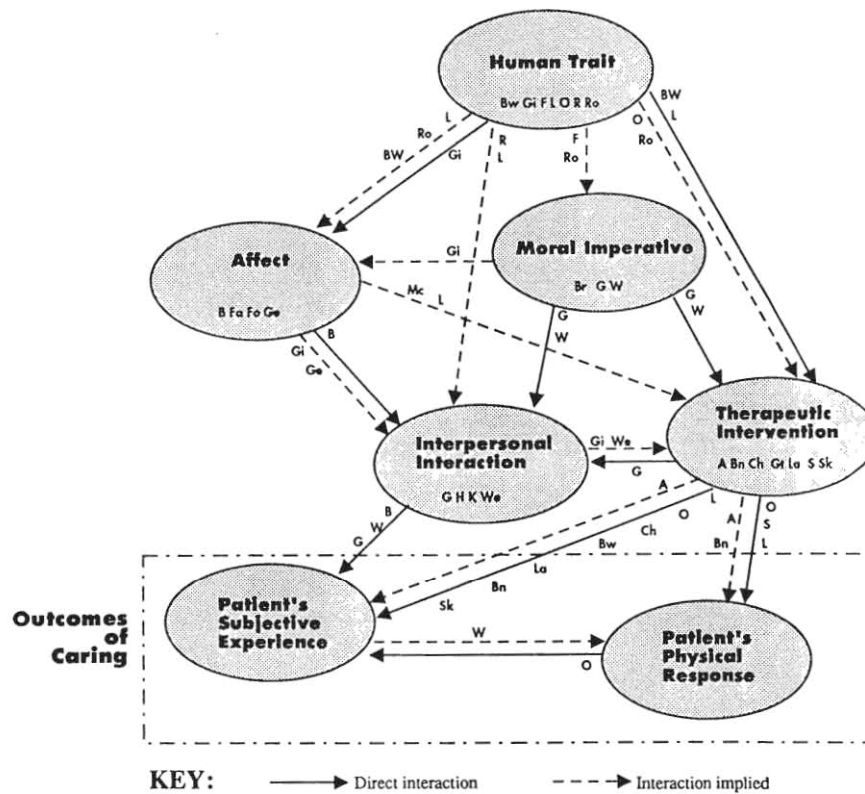 Human Trait
Bw Gi F L O R Ro
L
Ro
BW
Gi
R
L
F
Ro
O
Ro
BW
L
Affect
B Fa Fo Ge
Moral Imperative
Br G W
Gi
Mc L
G
W
G
W
B
Gi
Ge
Interpersonal
Interaction
G H K We
Gi We
G
Therapeutic
Intervention
A Bn Ch Gt La S Sk
B
W
G
A
L
O
Ch
Bw
La
Bn
Sk
A
Bn
O
S
L
Outcomes
of
Caring
Patient's
Subjective
Experience
W
O
Patient's
Physical
Response
KEY:
Direct interaction
Interaction implied